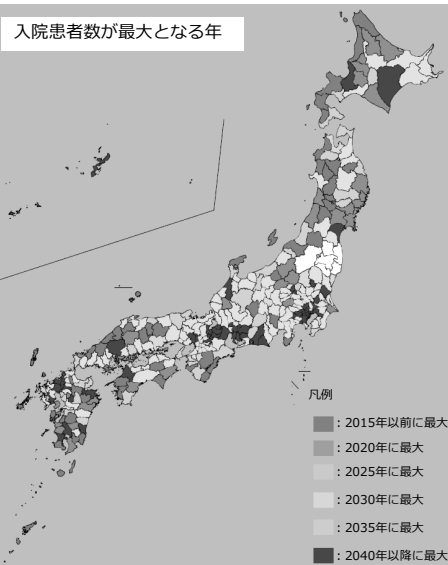 入院患者数が最大となる年
凡例
：2015年以前に最大
：2020年に最大
：2025年に最大
：2030年に最大
：2035年に最大
：2040年以降に最大